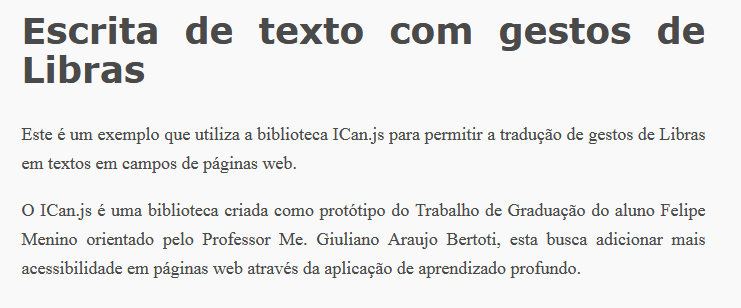 Escrita de texto com gestos de
Libras
Este é um exemplo que utiliza a biblioteca ICan.js para permitir a tradução de gestos de Libras
em textos em campos de páginas web.
O ICan.js é uma biblioteca criada como protótipo do Trabalho de Graduação do aluno Felipe
Menino orientado pelo Professor Me. Giuliano Araujo Bertoti, esta busca adicionar mais
acessibilidade em páginas web através da aplicação de aprendizado profundo.